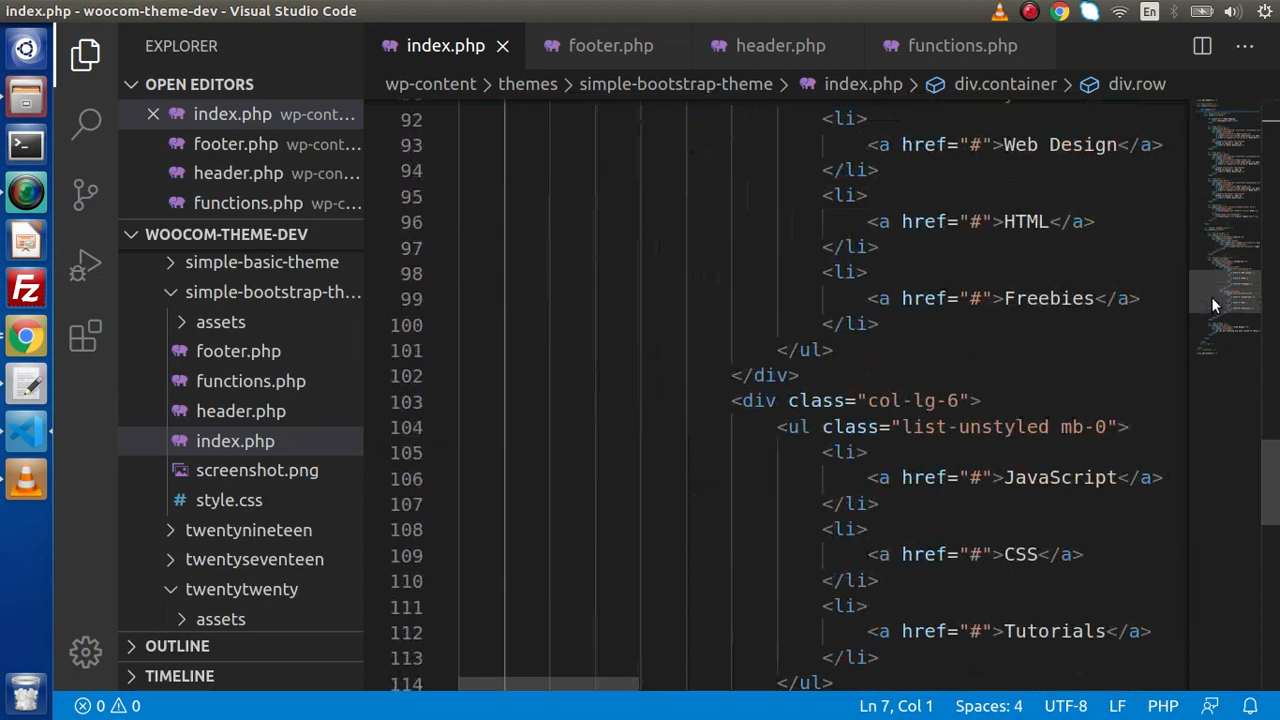 index.php - woocom-theme-dev - Visual Studio Code
En
EXPLORER
OPEN EDITORS
index.php wp-cont...
footer.php wp-cont...
header.php wp-cont...
functions.php wp-c...
WOOCOM-THEME-DEV
simple-basic-theme
simple-bootstrap-th...
assets
footer.php
functions.php
header.php
index.php
screenshot.png
style.css
twentynineteen
twentyseventeen
twentytwenty
assets
OUTLINE
TIMELINE
index.php footer.php header.php functions.php
wp-content > themes > simple-bootstrap-theme > index.php > div.container > div.row
92 <li>
93 <a href="#">Web Design</a>
94 </li>
95 <li>
96 <a href="#">HTML</a>
97 </li>
98 <li>
99 <a href="#">Freebies</a>
100 </li>
101 </ul>
102 </div>
103 <div class="col-lg-6">
104 <ul class="list-unstyled mb-0">
105 <li>
106 <a href="#">JavaScript</a>
107 </li>
108 <li>
109 <a href="#">CSS</a>
110 </li>
111 <li>
112 <a href="#">Tutorials</a>
113 </li>
114 </ul>
0 0 Ln 7, Col 1 Spaces: 4 UTF-8 LF PHP